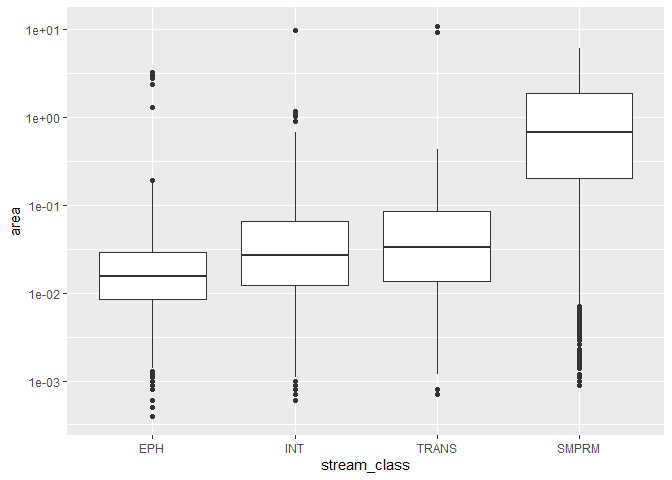 1e+01
1e+00
1e-01
1e-02
1e-03
area
EPH INT TRANS SMPRM
stream_class